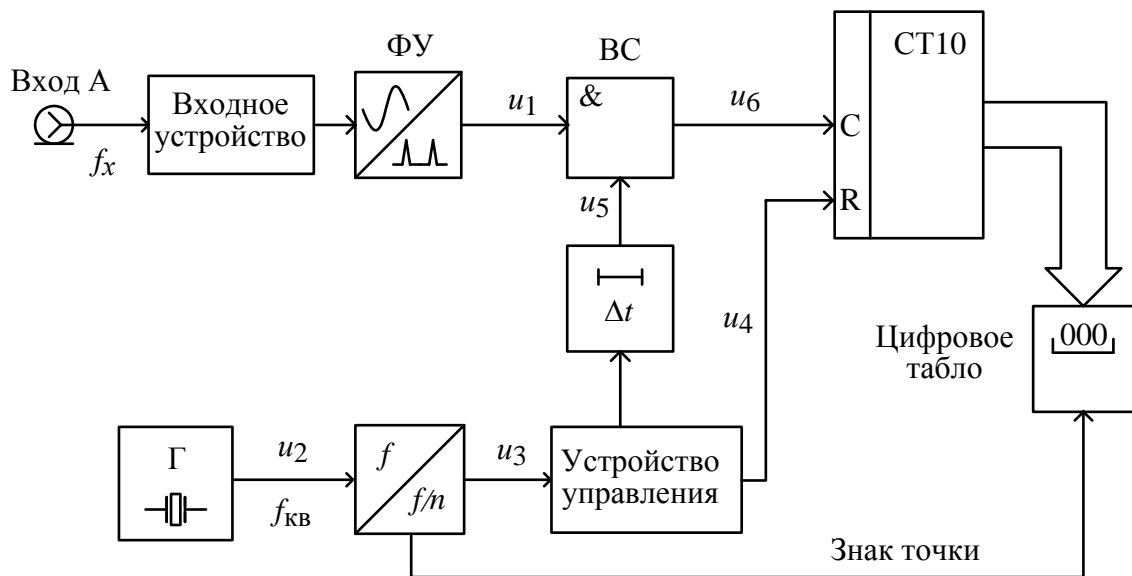 ФУ
ВС
СТ10
Вход А
Входное
устройство
&
u1
u6
C
R
fx
u5
Δt
u4
000
Цифровое
табло
Г
u2
fкв
f
f/n
u3
Устройство
управления
Знак точки